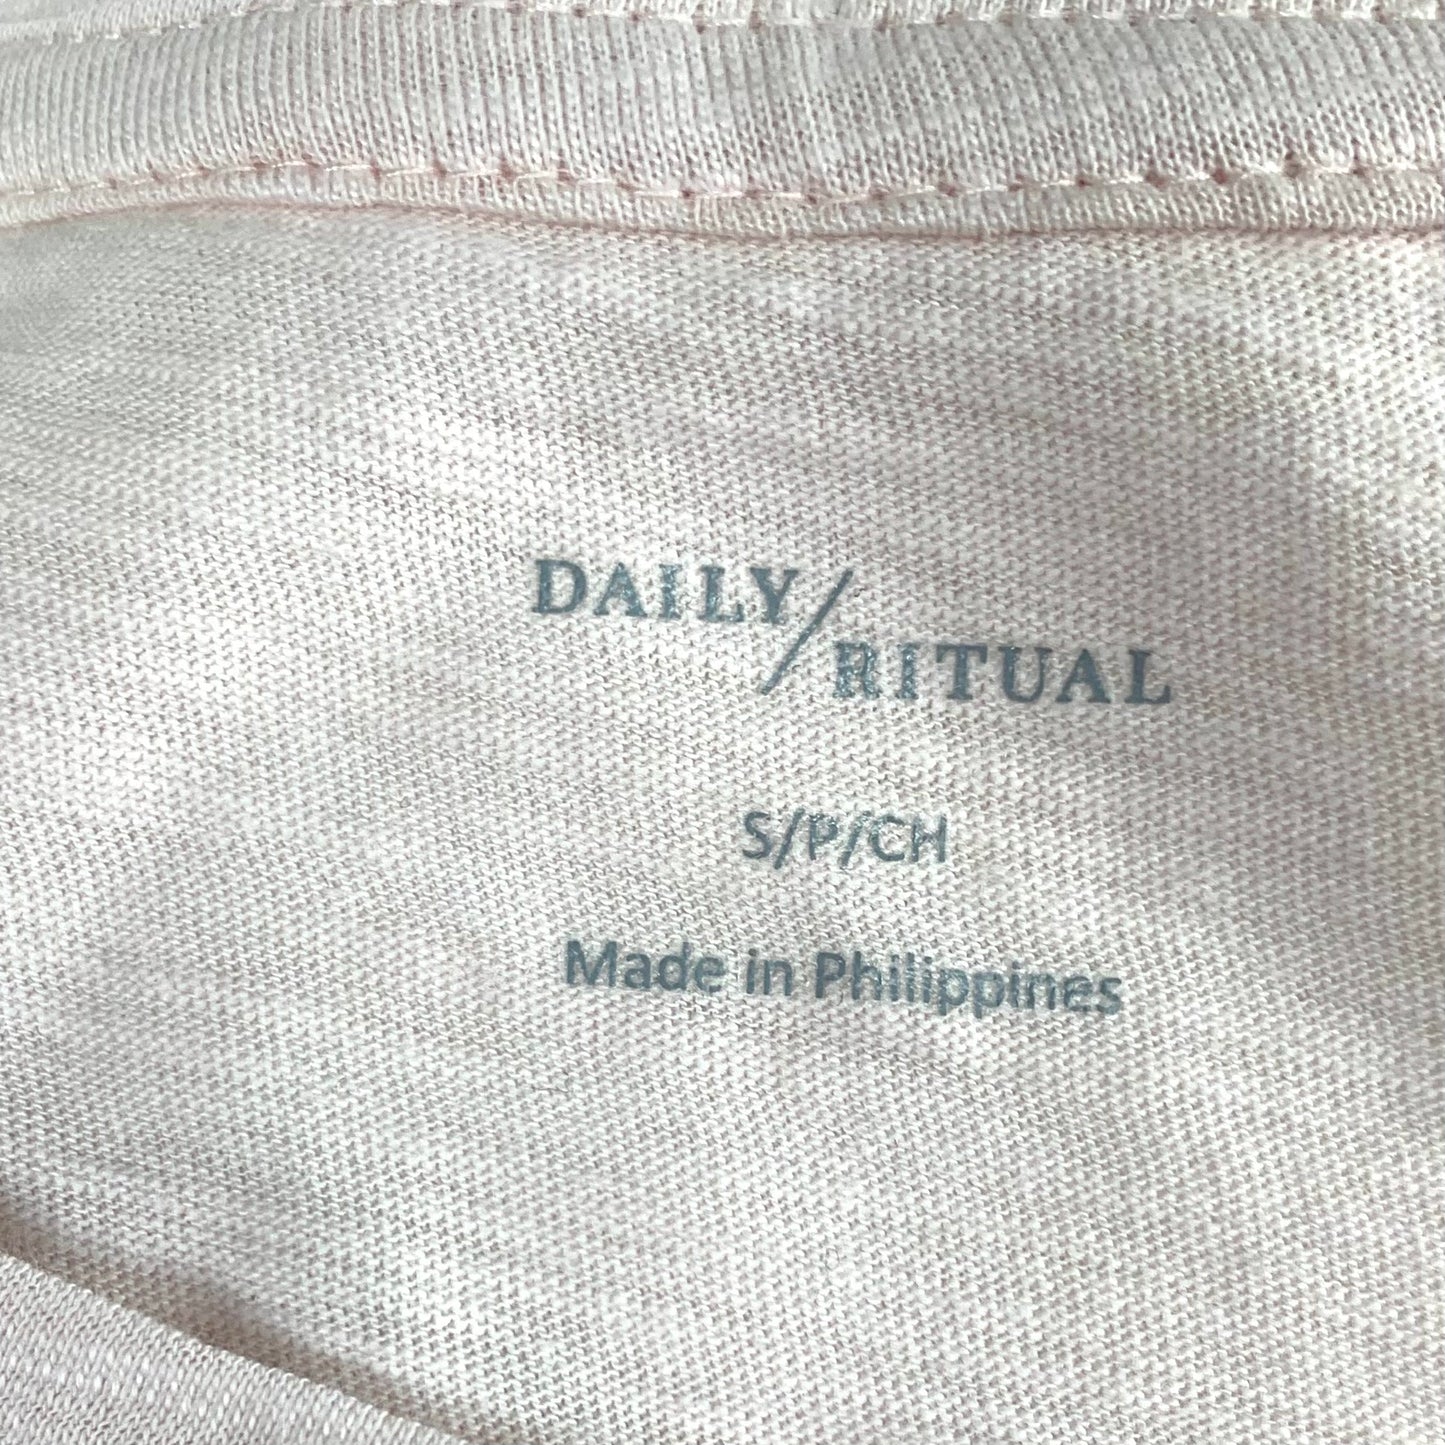 DAILY/
RITUAL
S/P/CH
Made in Philippines